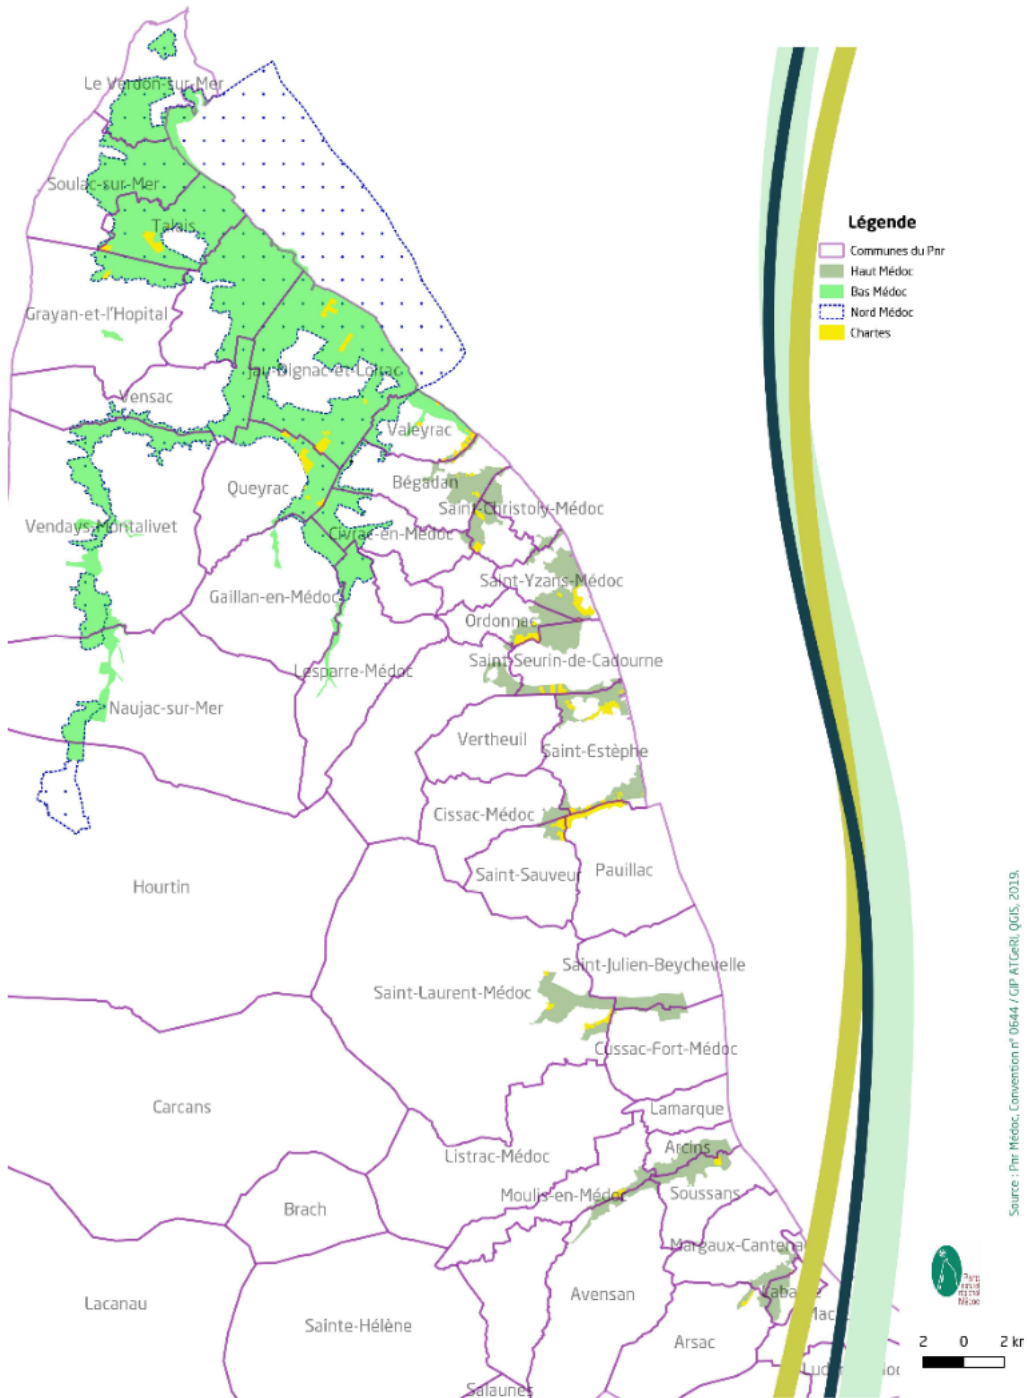 Le Verdon-sur-Mer
Soulac-sur-Mer
Talais
Grayan-et-l'Hopital
Jau-Dignac-et-Loirac
Vensac
Valeyrac
Queyrac
Bégadan
Saint-Christoly-Médoc
Vendays-Montalivet
Civrac-en-Médoc
Saint-Yzans-Médoc
Gaillan-en-Médoc
Ordonnac
Saint-Seurin-de-Cadourne
Lesparre-Médoc
Naujac-sur-Mer
Vertheuil
Saint-Estèphe
Cissac-Médoc
Hourtin
Saint-Sauveur
Pauillac
Saint-Julien-Beychevelle
Saint-Laurent-Médoc
Cussac-Fort-Médoc
Carcans
Lamarque
Listrac-Médoc
Arcins
Moulis-en-Médoc
Soussans
Brach
Margaux-Cantenac
Lacanau
Avensan
Sainte-Hélène
Arsac
Salaunes
Légende
Communes du Pnr
Haut Médoc
Bas Médoc
Nord Médoc
Chartes
Source : Pnr Médoc, Convention n° 0644 / GIP ATGeRi, QGIS, 2019.
Parc
naturel
régional
Médoc
2 0 2 km